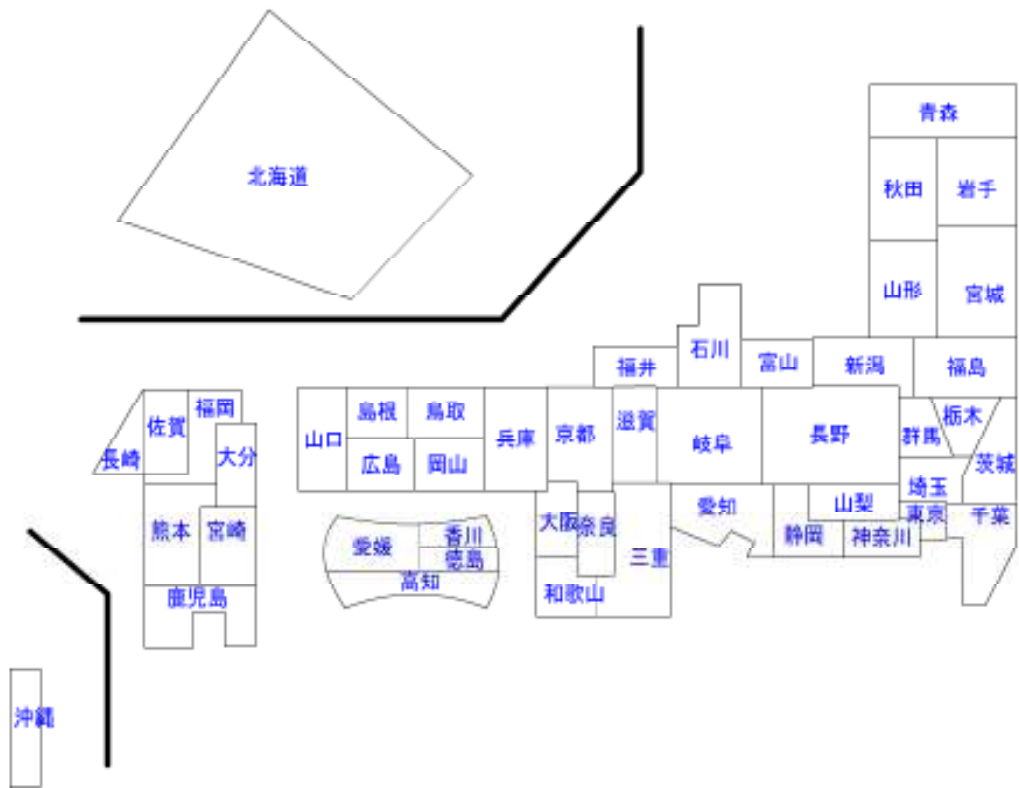 北海道
青森
秋田
岩手
山形
宮城
石川
福井
富山
新潟
福島
佐賀
福岡
長崎
大分
熊本
宮崎
鹿児島
沖縄
山口
島根
鳥取
広島
岡山
兵庫
京都
滋賀
岐阜
長野
群馬
栃木
茨城
埼玉
東京
千葉
愛知
静岡
山梨
神奈川
大阪
奈良
三重
和歌山
愛媛
香川
徳島
高知